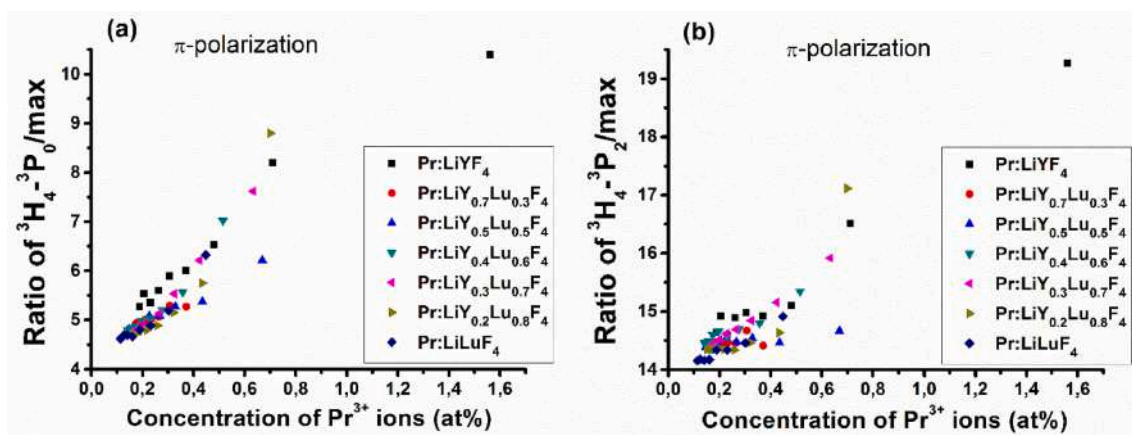 (a)
π-polarization
Ratio of ³H₄-³P₀/max
10
9
8
7
6
5
4
Pr:LiYF₄
Pr:LiY₀.₇Lu₀.₃F₄
Pr:LiY₀.₅Lu₀.₅F₄
Pr:LiY₀.₄Lu₀.₆F₄
Pr:LiY₀.₃Lu₀.₇F₄
Pr:LiY₀.₂Lu₀.₈F₄
Pr:LiLuF₄
0,0 0,2 0,4 0,6 0,8 1,0 1,2 1,4 1,6
Concentration of Pr³⁺ ions (at%)
(b)
π-polarization
Ratio of ³H₄-³P₂/max
19
18
17
16
15
14
Pr:LiYF₄
Pr:LiY₀.₇Lu₀.₃F₄
Pr:LiY₀.₅Lu₀.₅F₄
Pr:LiY₀.₄Lu₀.₆F₄
Pr:LiY₀.₃Lu₀.₇F₄
Pr:LiY₀.₂Lu₀.₈F₄
Pr:LiLuF₄
0,0 0,2 0,4 0,6 0,8 1,0 1,2 1,4 1,6
Concentration of Pr³⁺ ions (at%)